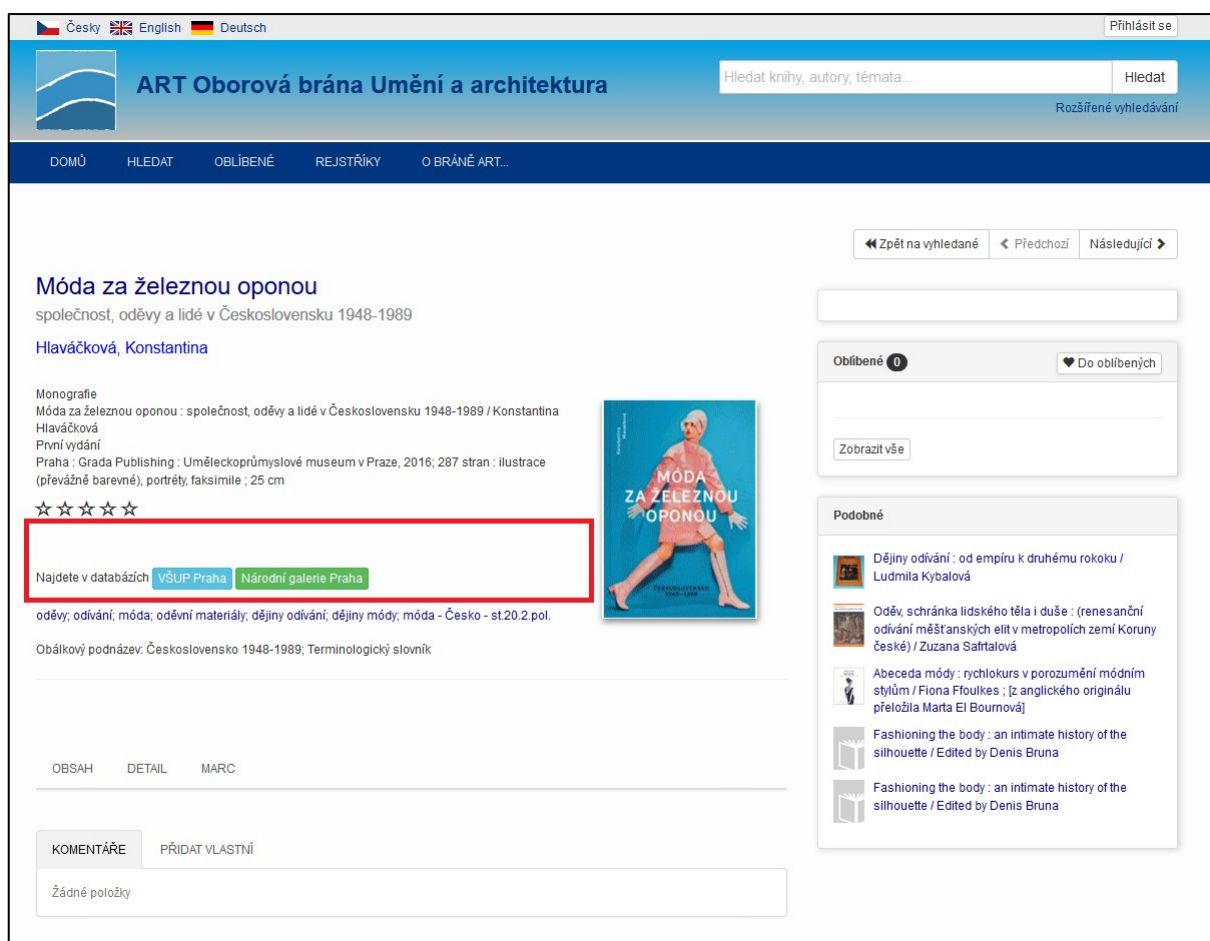 Česky English Deutsch
Přihlásit se
ART Oborová brána Umění a architektura
Hledat knihy, autory, témata...
Hledat
Rozšířené vyhledávání
DOMŮ HLEDAT OBLÍBENÉ REJSTŘÍKY O BRÁNĚ ART...
Zpět na vyhledané Předchozí Následující
Móda za železnou oponou
společnost, oděvy a lidé v Československu 1948-1989
Hlaváčková, Konstantina
Monografie
Móda za železnou oponou : společnost, oděvy a lidé v Československu 1948-1989 / Konstantina
Hlaváčková
První vydání
Praha : Grada Publishing : Uměleckoprůmyslové museum v Praze, 2016; 287 stran : ilustrace
(převážně barevné), portréty, faksimile ; 25 cm
Konstantina
Hlaváčková
MÓDA
ZA ŽELEZNOU
OPONOU
ČESKOSLOVENSKO
1948–1989
Najdete v databázích VŠUP Praha Národní galerie Praha
oděvy; odívání; móda; oděvní materiály; dějiny odívání; dějiny módy; móda - Česko - st.20.2.pol.
Obálkový podnázev: Československo 1948-1989; Terminologický slovník
OBSAH DETAIL MARC
KOMENTÁŘE PŘIDAT VLASTNÍ
Žádné položky
Oblíbené 0
Do oblíbených
Zobrazit vše
Podobné
Dějiny odívání : od empíru k druhému rokoku /
Ludmila Kybalová
Oděv, schránka lidského těla i duše : (renesanční
odívání měšťanských elit v metropolích zemí Koruny
české) / Zuzana Safrtalová
Abeceda módy : rychlokurs v porozumění módním
stylům / Fiona Ffoulkes ; [z anglického originálu
přeložila Marta El Bournová]
Fashioning the body : an intimate history of the
silhouette / Edited by Denis Bruna
Fashioning the body : an intimate history of the
silhouette / Edited by Denis Bruna